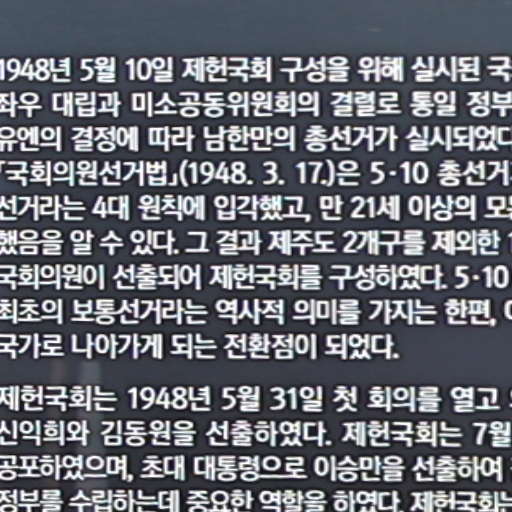 1948년 5월 10일 제헌국회 구성을 위해 실시된 국
좌우 대립과 미소공동위원회의 결렬로 통일 정부
유엔의 결정에 따라 남한만의 총선거가 실시되었다
「국회의원선거법」(1948. 3. 17.)은 5·10 총선거
선거라는 4대 원칙에 입각했고, 만 21세 이상의 모든
했음을 알 수 있다. 그 결과 제주도 2개구를 제외한 1
국회의원이 선출되어 제헌국회를 구성하였다. 5·10
최초의 보통선거라는 역사적 의미를 가지는 한편,
국가로 나아가게 되는 전환점이 되었다.
제헌국회는 1948년 5월 31일 첫 회의를 열고
신익희와 김동원을 선출하였다. 제헌국회는 7월
공포하였으며, 초대 대통령으로 이승만을 선출하여
정부를 수립하는데 중요한 역할을 하였다. 제헌국회는